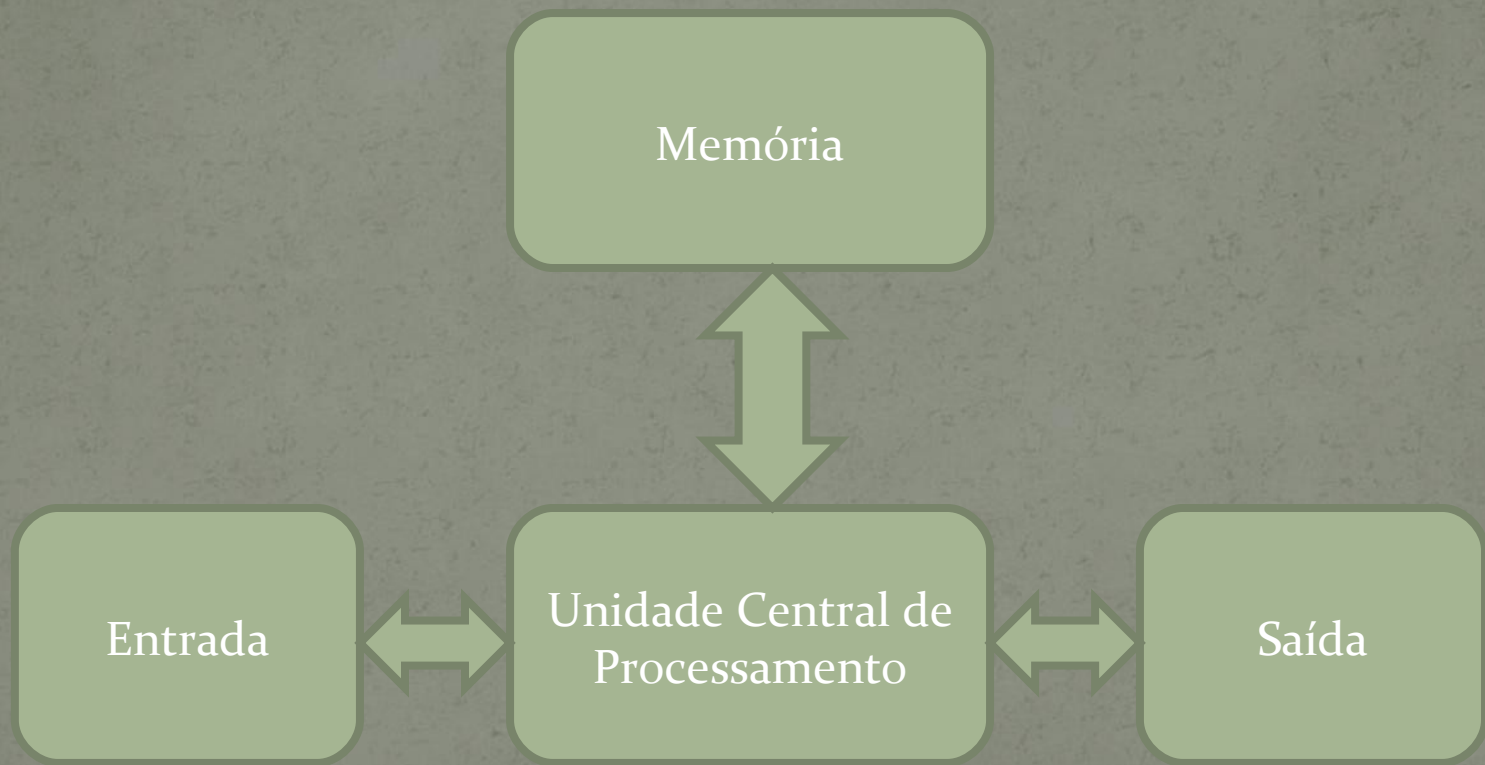 Memória
Entrada
Unidade Central de
Processamento
Saída